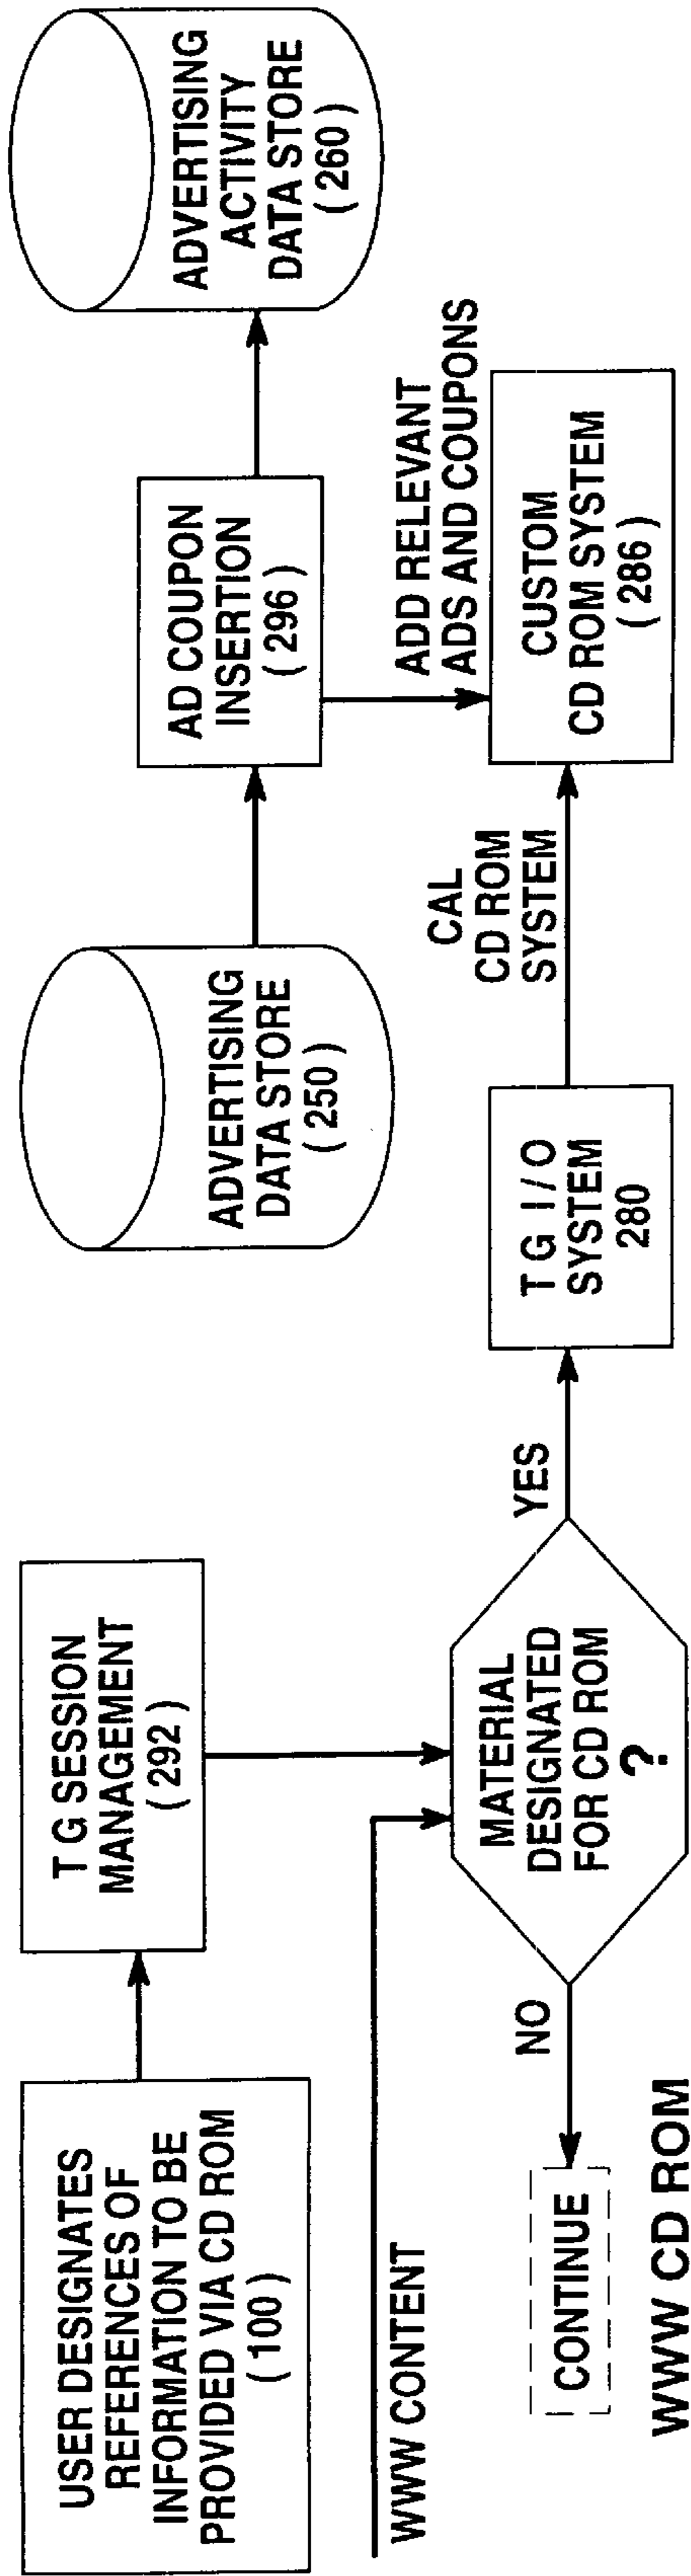 USER DESIGNATES
REFERENCES OF
INFORMATION TO BE
PROVIDED VIA CD ROM
( 100 )
T G SESSION
MANAGEMENT
( 292 )
WWW CONTENT
MATERIAL
DESIGNATED
FOR CD ROM
?
NO
CONTINUE
YES
T G I / O
SYSTEM
280
CAL
CD ROM
SYSTEM
ADVERTISING
DATA STORE
( 250 )
AD COUPON
INSERTION
( 296 )
ADVERTISING
ACTIVITY
DATA STORE
( 260 )
ADD RELEVANT
ADS AND COUPONS
CUSTOM
CD ROM SYSTEM
( 286 )
WWW CD ROM